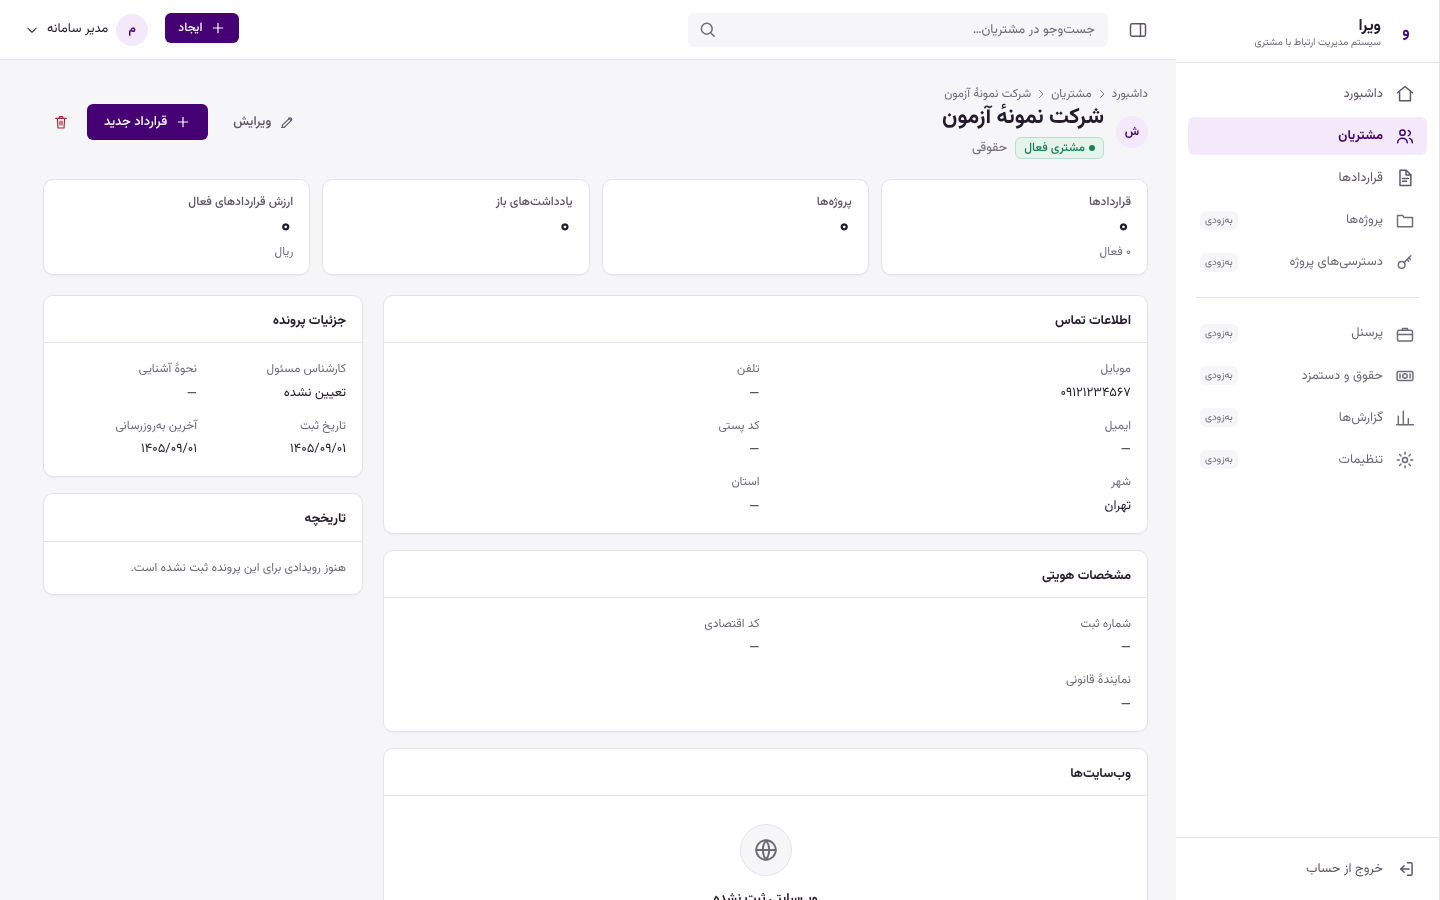 و
ویرا
سیستم مدیریت ارتباط با مشتری
داشبورد
مشتریان
قراردادها
پروژه‌ها
به‌زودی
دسترسی‌های پروژه
به‌زودی
پرسنل
به‌زودی
حقوق و دستمزد
به‌زودی
گزارش‌ها
به‌زودی
تنظیمات
به‌زودی
خروج از حساب
جست‌وجو در مشتریان...
ایجاد
م
مدیر سامانه
داشبورد
مشتریان
شرکت نمونهٔ آزمون
ش
شرکت نمونهٔ آزمون
مشتری فعال
حقوقی
ویرایش
قرارداد جدید
قراردادها
۰
۰ فعال
پروژه‌ها
۰
یادداشت‌های باز
۰
ارزش قراردادهای فعال
۰
ریال
اطلاعات تماس
موبایل
۰۹۱۲۱۲۳۴۵۶۷
تلفن
—
ایمیل
—
کد پستی
—
شهر
تهران
استان
—
مشخصات هویتی
شماره ثبت
—
کد اقتصادی
—
نمایندهٔ قانونی
—
وب‌سایت‌ها
وب‌سایتی ثبت نشده
جزئیات پرونده
کارشناس مسئول
تعیین نشده
نحوهٔ آشنایی
—
تاریخ ثبت
۱۴۰۵/۰۹/۰۱
آخرین به‌روزرسانی
۱۴۰۵/۰۹/۰۱
تاریخچه
هنوز رویدادی برای این پرونده ثبت نشده است.